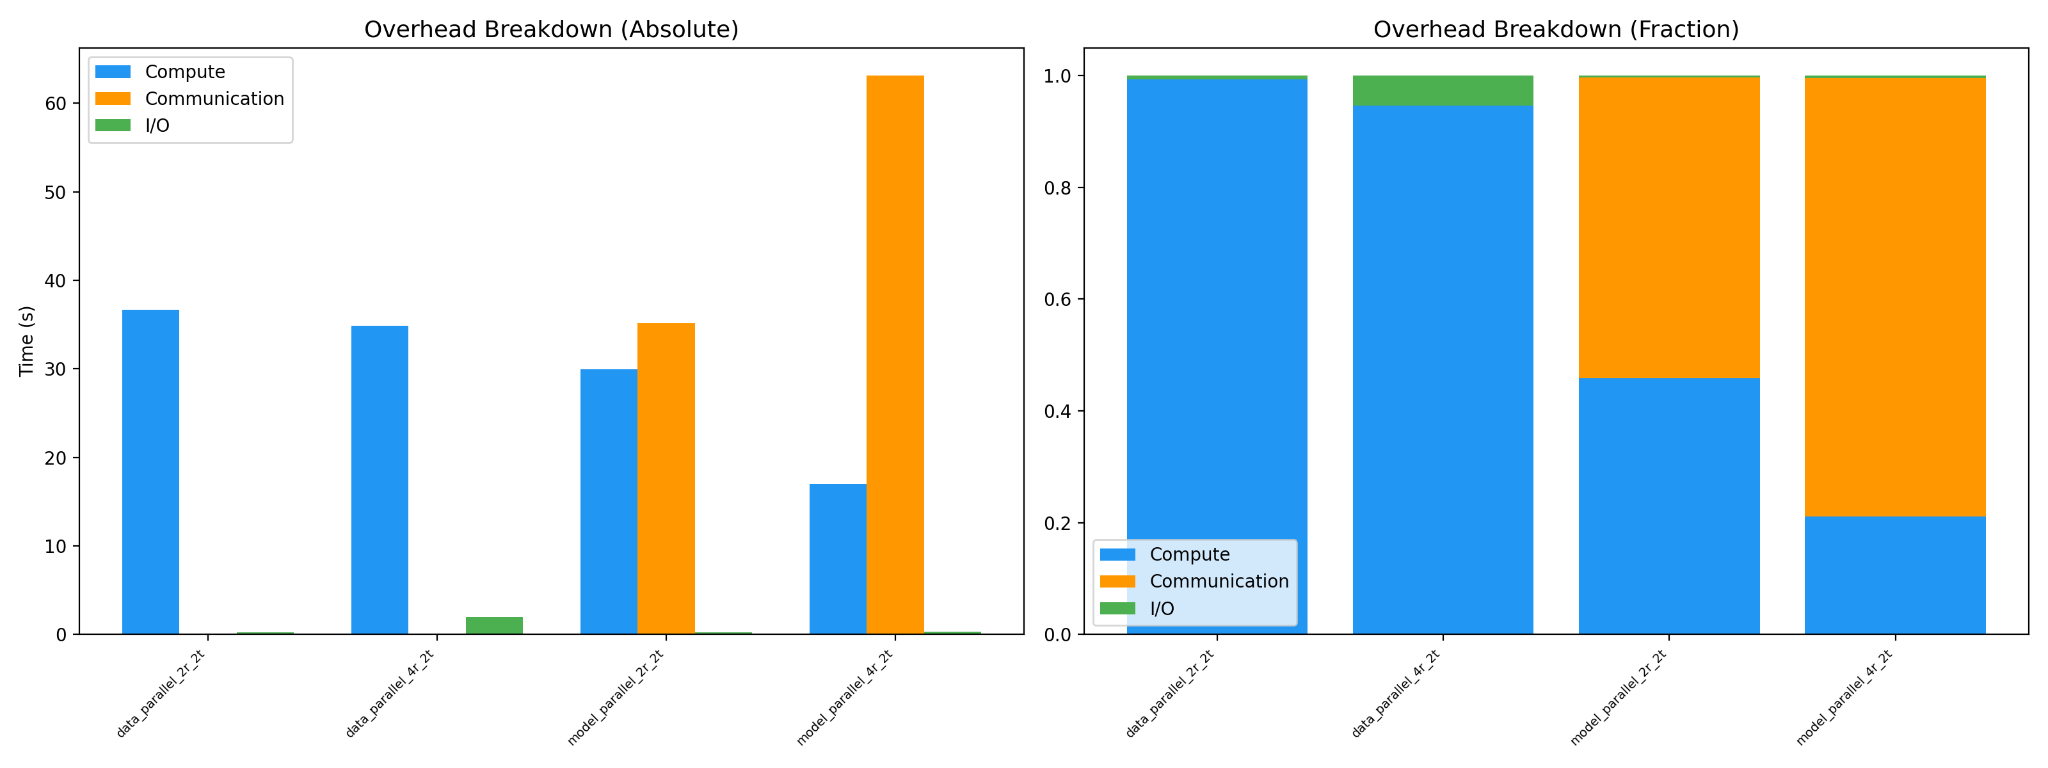 Overhead Breakdown (Absolute)
Compute
Communication
I/O
Time (s)
60
50
40
30
20
10
0
data_parallel_2r_2t
data_parallel_4r_2t
model_parallel_2r_2t
model_parallel_4r_2t
Overhead Breakdown (Fraction)
1.0
0.8
0.6
0.4
0.2
0.0
Compute
Communication
I/O
data_parallel_2r_2t
data_parallel_4r_2t
model_parallel_2r_2t
model_parallel_4r_2t